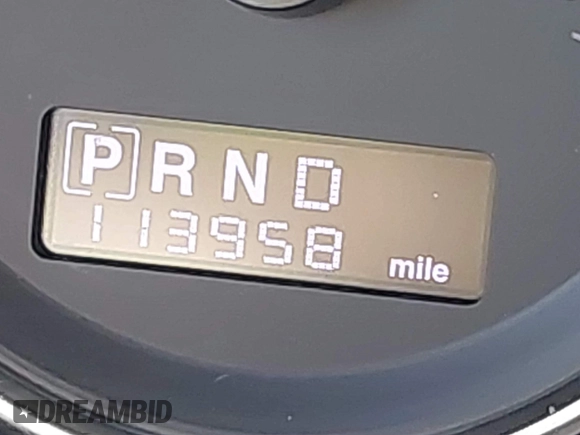 [P] R N D
113958 mile
DREAMBID